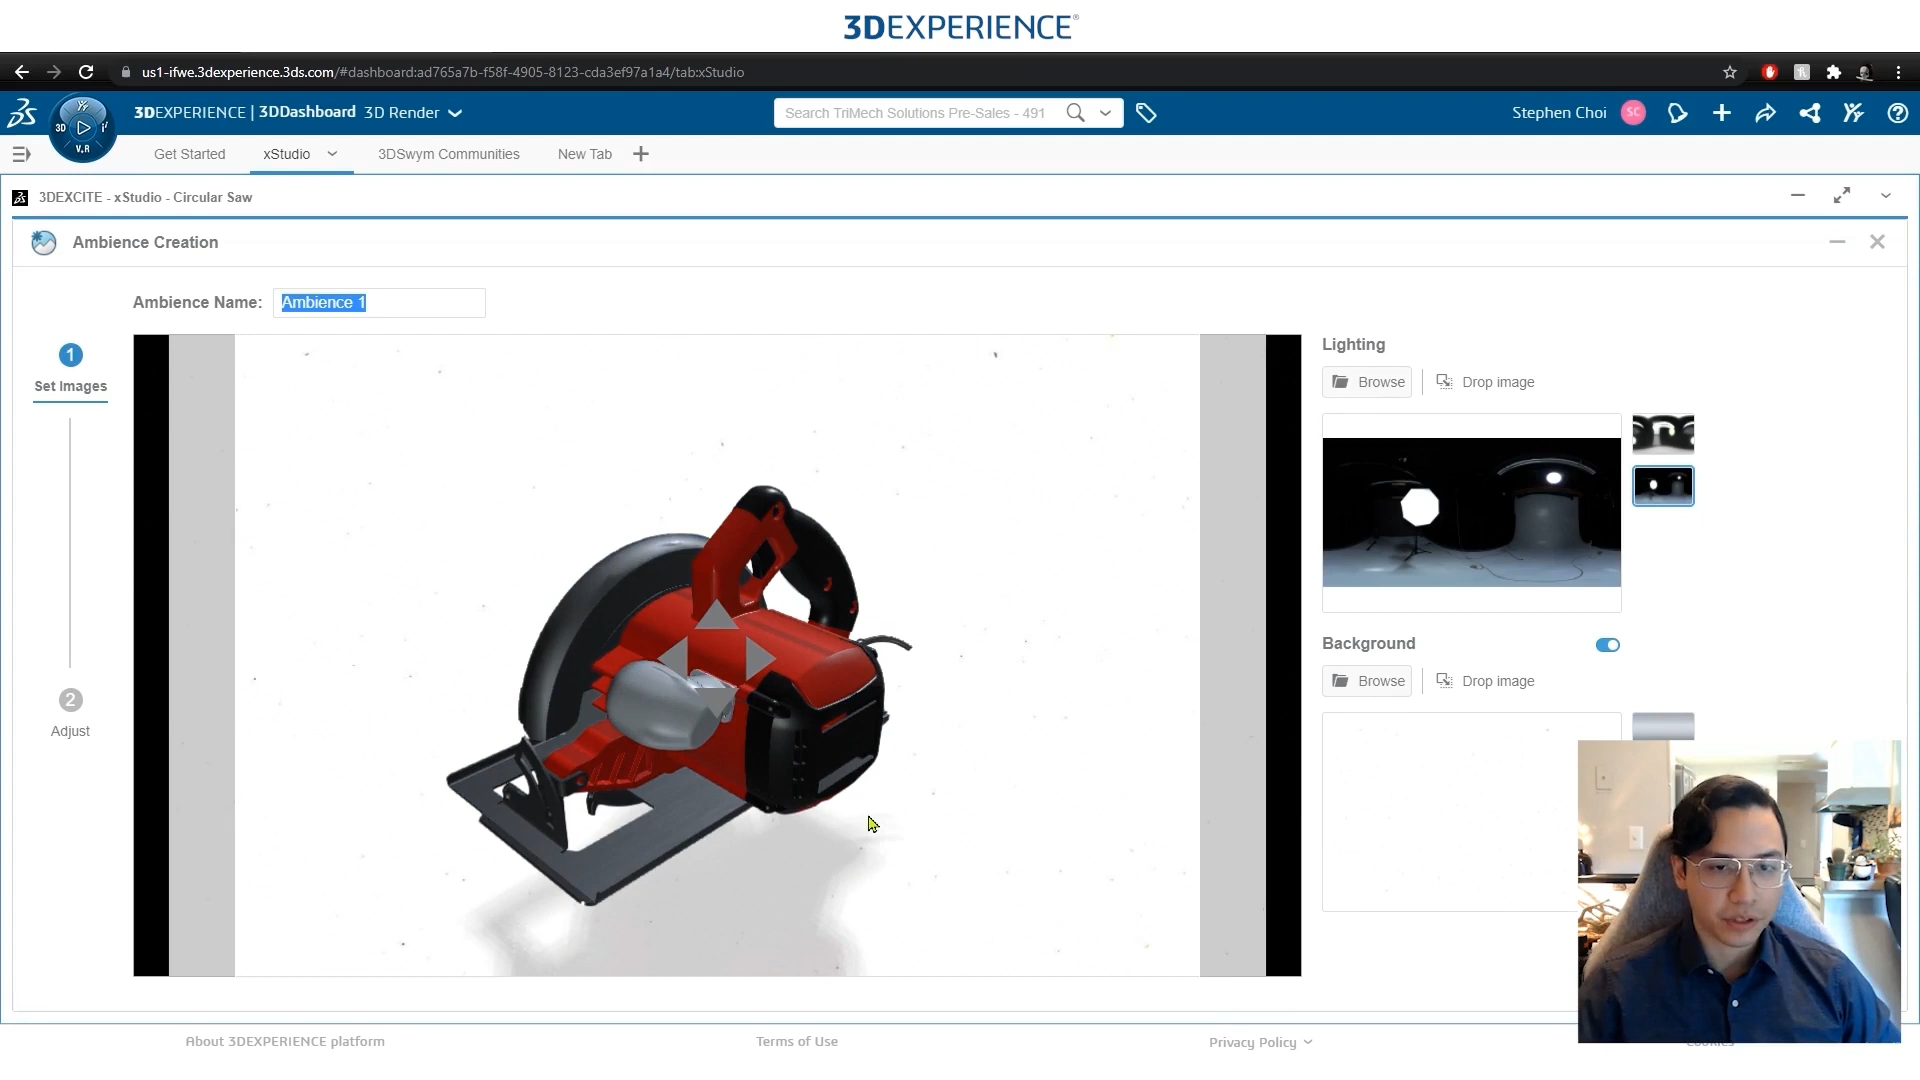 3DEXPERIENCE®
us1-ifwe.3dexperience.3ds.com/#dashboard:ad765a7b-f58f-4905-8123-cda3ef97a1a4/tab:xStudio
3D
V.R
3DEXPERIENCE | 3DDashboard 3D Render
Search TriMech Solutions Pre-Sales - 491
Stephen Choi
SC
Get Started
xStudio
3DSwym Communities
New Tab
3DEXCITE - xStudio - Circular Saw
Ambience Creation
Ambience Name: Ambience 1
1
Set Images
2
Adjust
Lighting
Browse
Drop image
Background
Browse
Drop image
About 3DEXPERIENCE platform
Terms of Use
Privacy Policy
Cookies